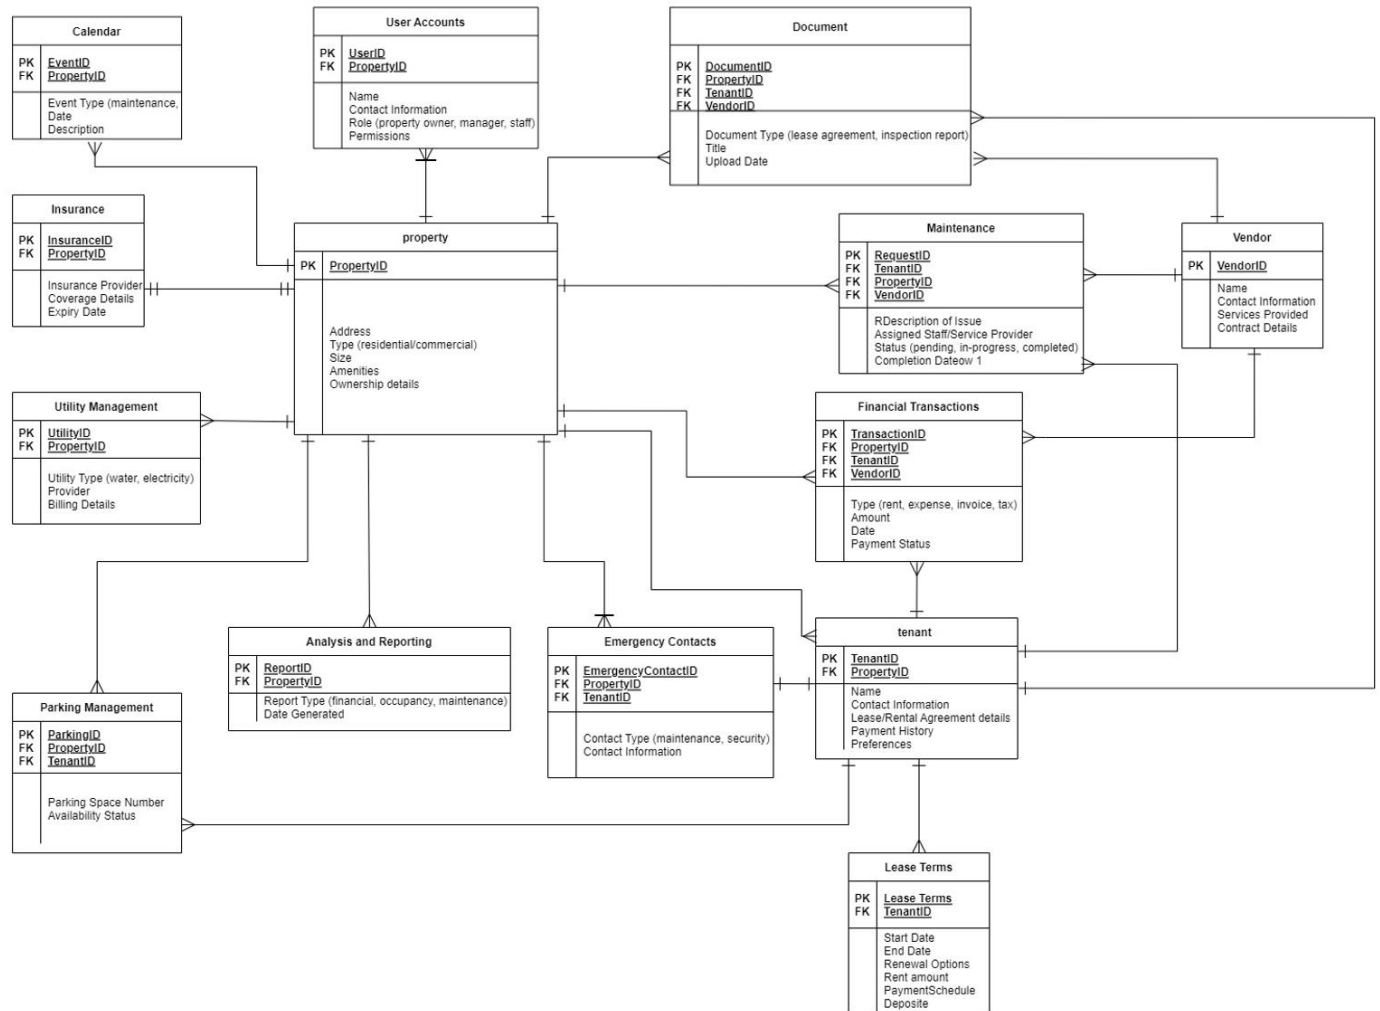 Calendar
PK EventID
FK PropertyID
Event Type (maintenance,
Date
Description
User Accounts
PK UserID
FK PropertyID
Name
Contact Information
Role (property owner, manager, staff)
Permissions
Document
PK DocumentID
FK PropertyID
FK TenantID
FK VendorID
Document Type (lease agreement, inspection report)
Title
Upload Date
Insurance
PK InsuranceID
FK PropertyID
Insurance Provider
Coverage Details
Expiry Date
property
PK PropertyID
Address
Type (residential/commercial)
Size
Amenities
Ownership details
Maintenance
PK RequestID
FK TenantID
FK PropertyID
FK VendorID
RDescription of Issue
Assigned Staff/Service Provider
Status (pending, in-progress, completed)
Completion Dateow 1
Vendor
PK VendorID
Name
Contact Information
Services Provided
Contract Details
Utility Management
PK UtilityID
FK PropertyID
Utility Type (water, electricity)
Provider
Billing Details
Financial Transactions
PK TransactionID
FK PropertyID
FK TenantID
FK VendorID
Type (rent, expense, invoice, tax)
Amount
Date
Payment Status
Analysis and Reporting
PK ReportID
FK PropertyID
Report Type (financial, occupancy, maintenance)
Date Generated
Emergency Contacts
PK EmergencyContactID
FK PropertyID
FK TenantID
Contact Type (maintenance, security)
Contact Information
tenant
PK TenantID
FK PropertyID
Name
Contact Information
Lease/Rental Agreement details
Payment History
Preferences
Parking Management
PK ParkingID
FK PropertyID
FK TenantID
Parking Space Number
Availability Status
Lease Terms
PK Lease Terms
FK TenantID
Start Date
End Date
Renewal Options
Rent amount
PaymentSchedule
Deposite